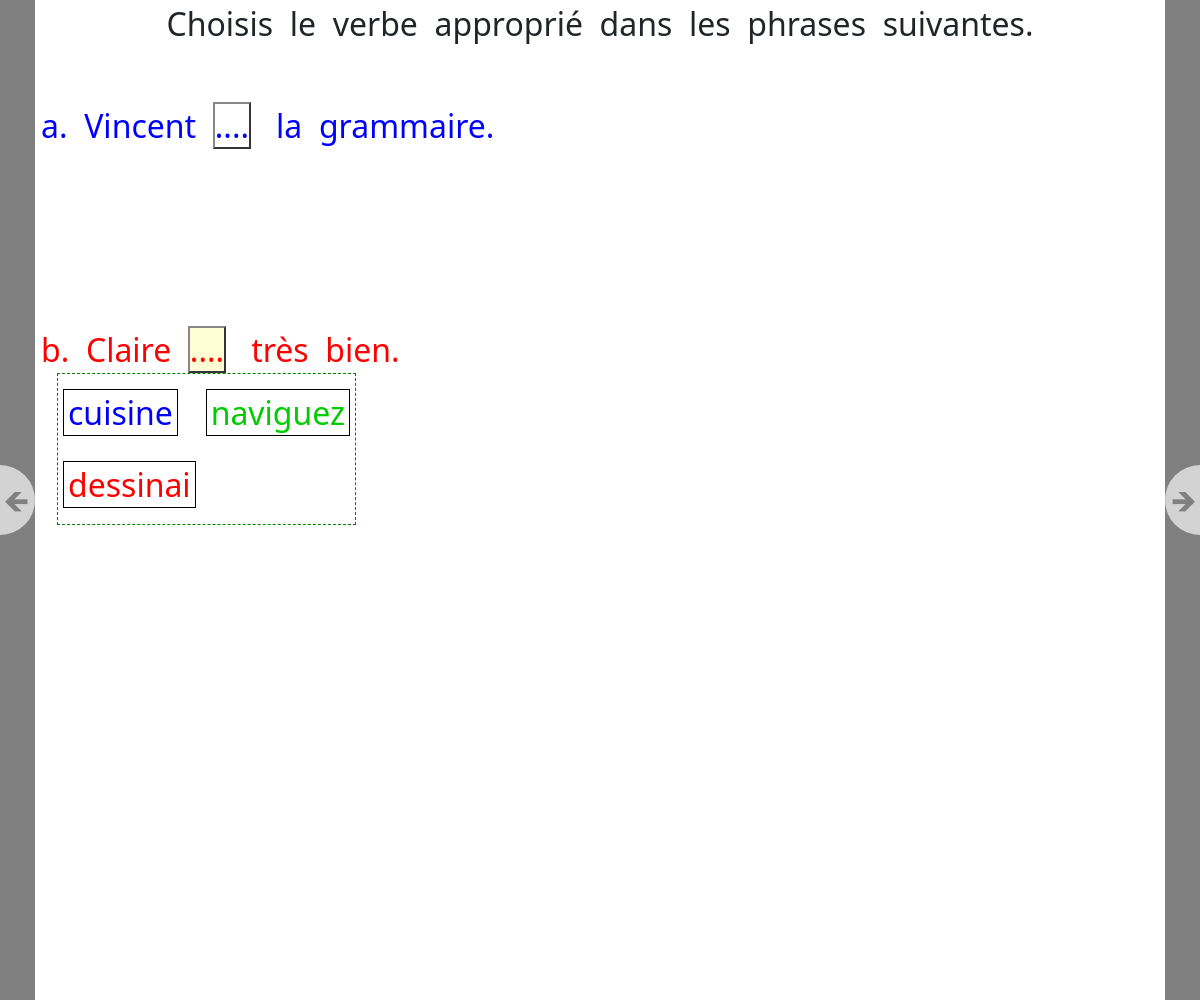 Choisis le verbe approprié dans les phrases suivantes.
a. Vincent .... la grammaire.
b. Claire .... très bien.
cuisine naviguez
dessinai